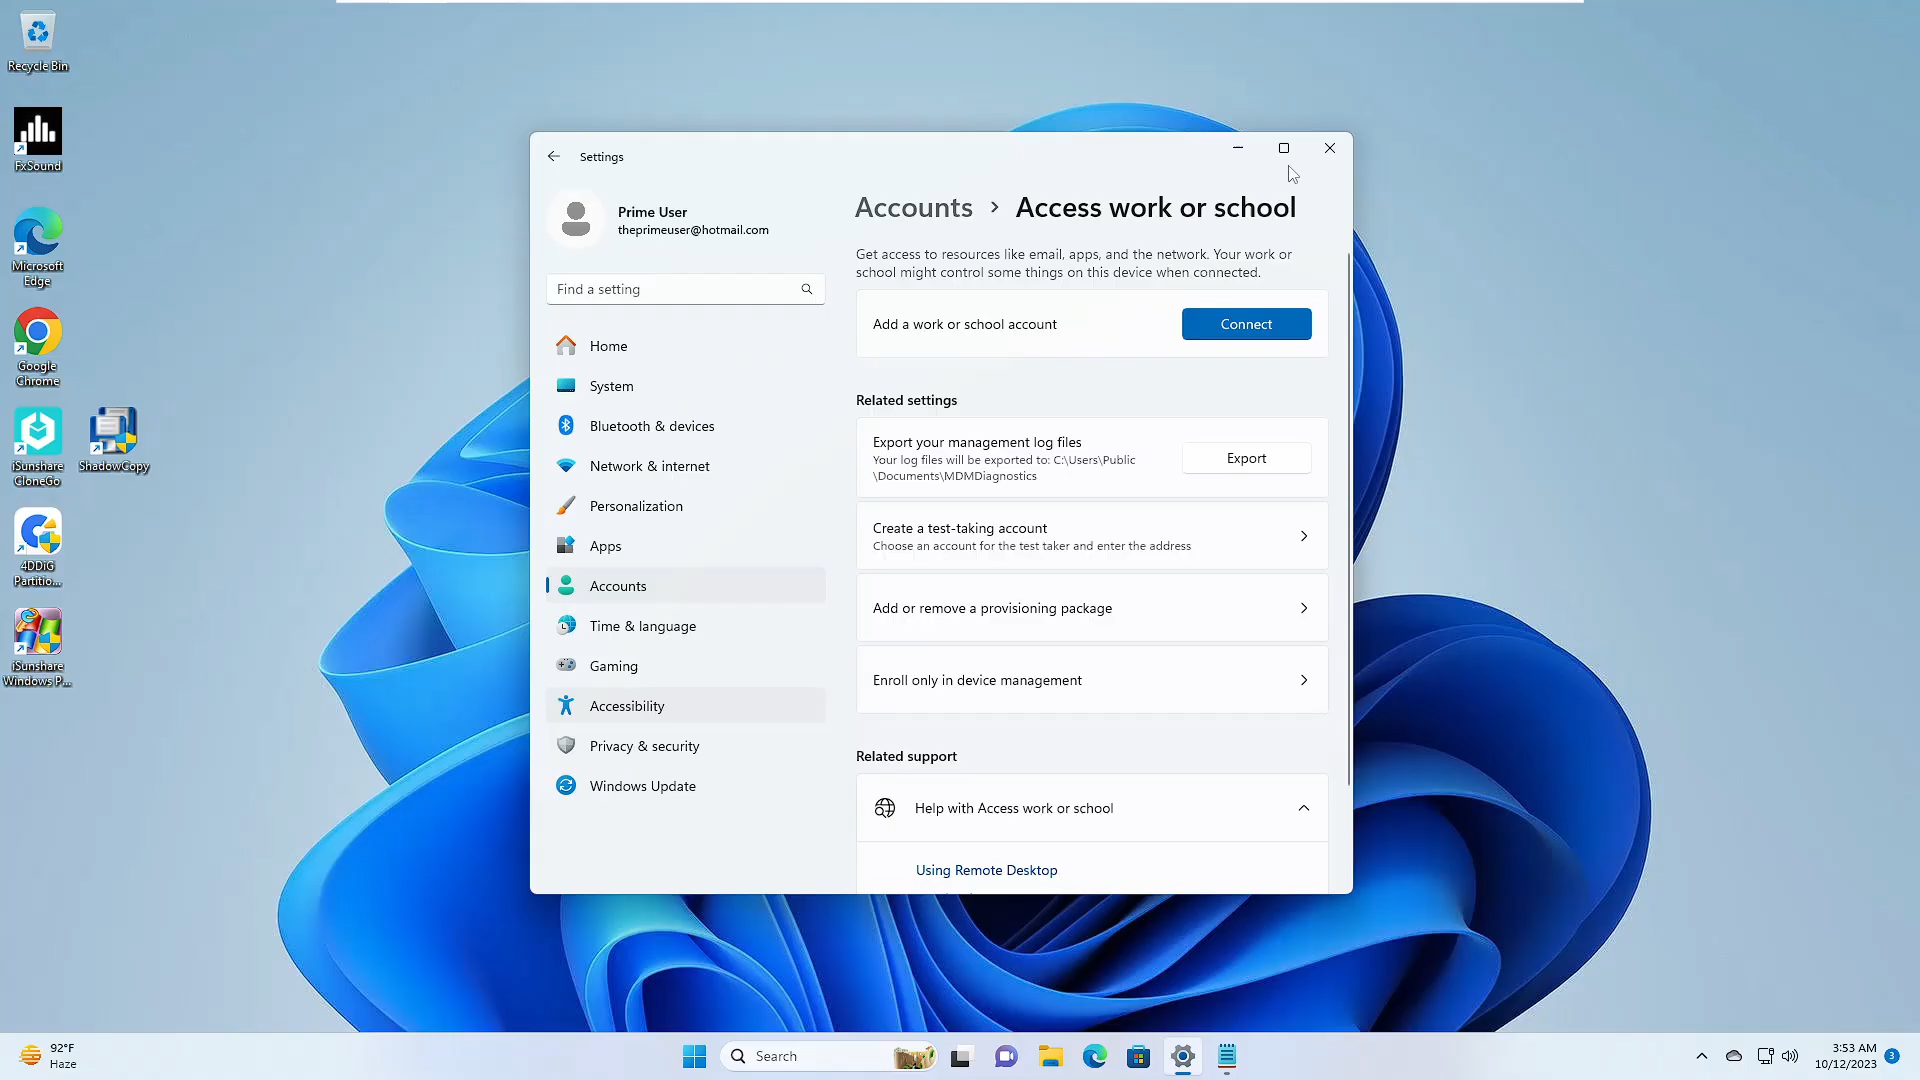 Recycle Bin
FxSound
Microsoft
Edge
Google
Chrome
iSunshare
CloneGo
ShadowCopy
4DDiG
Partitio...
iSunshare
Windows P...
Settings
Prime User
theprimeuser@hotmail.com
Find a setting
Home
System
Bluetooth & devices
Network & internet
Personalization
Apps
Accounts
Time & language
Gaming
Accessibility
Privacy & security
Windows Update
Accounts > Access work or school
Get access to resources like email, apps, and the network. Your work or
school might control some things on this device when connected.
Add a work or school account
Connect
Related settings
Export your management log files
Your log files will be exported to: C:\Users\Public
\Documents\MDMDiagnostics
Export
Create a test-taking account
Choose an account for the test taker and enter the address
Add or remove a provisioning package
Enroll only in device management
Related support
Help with Access work or school
Using Remote Desktop
92°F
Haze
Search
3:53 AM
10/12/2023
3